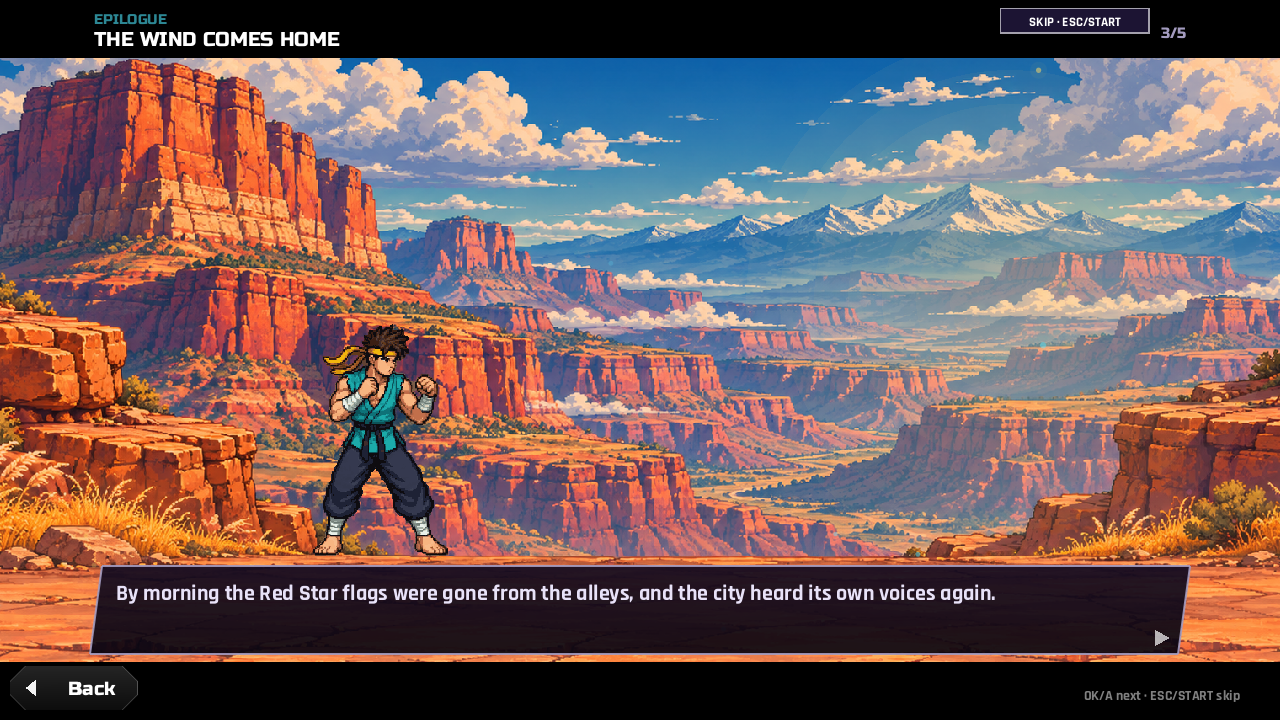 EPILOGUE
THE WIND COMES HOME
SKIP · ESC/START
3/5
By morning the Red Star flags were gone from the alleys, and the city heard its own voices again.
Back
OK/A next · ESC/START skip